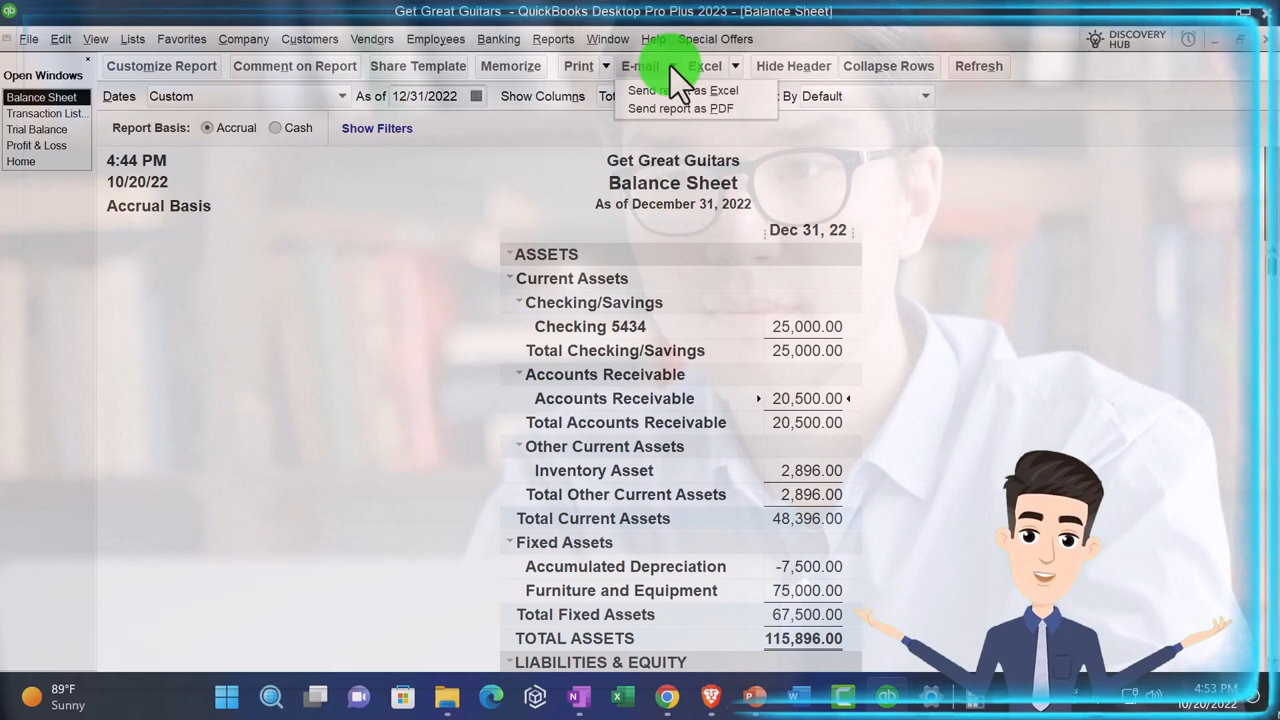 Get Great Guitars - QuickBooks Desktop Pro Plus 2023 - [Balance Sheet]
File Edit View Lists Favorites Company Customers Vendors Employees Banking Reports Window Help Special Offers
DISCOVERY HUB
Open Windows
Balance Sheet
Transaction List...
Trial Balance
Profit & Loss
Home
Customize Report Comment on Report Share Template Memorize Print E-mail Excel Hide Header Collapse Rows Refresh
Dates Custom As of 12/31/2022 Show Columns By Default
Send as Excel
Send report as PDF
Report Basis: Accrual Cash Show Filters
4:44 PM
10/20/22
Accrual Basis
Get Great Guitars
Balance Sheet
As of December 31, 2022
Dec 31, 22
ASSETS
Current Assets
Checking/Savings
Checking 5434 25,000.00
Total Checking/Savings 25,000.00
Accounts Receivable
Accounts Receivable 20,500.00
Total Accounts Receivable 20,500.00
Other Current Assets
Inventory Asset 2,896.00
Total Other Current Assets 2,896.00
Total Current Assets 48,396.00
Fixed Assets
Accumulated Depreciation -7,500.00
Furniture and Equipment 75,000.00
Total Fixed Assets 67,500.00
TOTAL ASSETS 115,896.00
LIABILITIES & EQUITY
89°F
Sunny
4:53 PM
10/20/2022